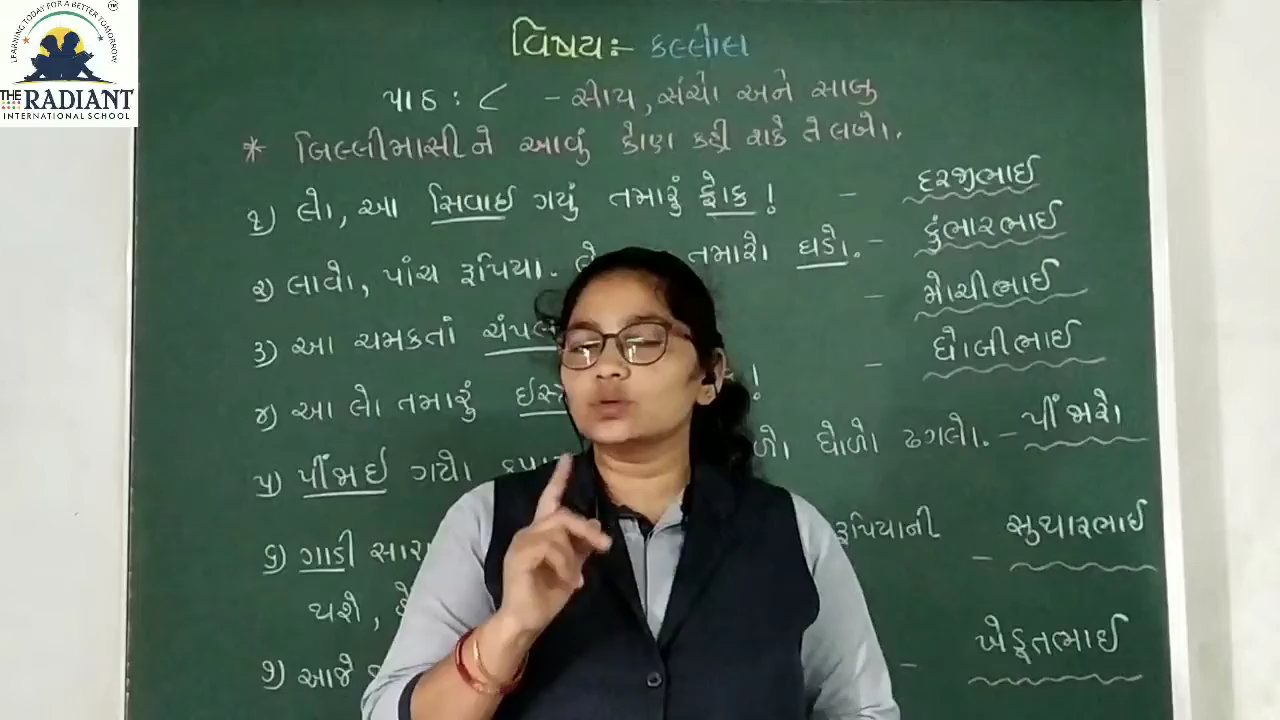 LEARNING TODAY FOR A BETTER TOMORROW
TM
THE RADIANT
INTERNATIONAL SCHOOL
વિષય:- કલ્લોલ
પાઠ : ૮ - સોય, સંચો અને સાબુ
* બિલ્લીમાસીને આવું કોણ કહી શકે તે લખો.
૧) લો, આ સિવાઈ ગયું તમારું ફ્રોક ! - દરજીભાઈ
૨) લાવો, પાંચ રૂપિયા. તમારો ઘડો. - કુંભારભાઈ
૩) આ ચમકતાં - મોચીભાઈ
૪) આ લો તમારું ! - ધોબીભાઈ
૫) પીંજાઈ ગયો ધોળો ઢગલો. - પીંજારો
૬) ગાડી રૂપિયાની - સુથારભાઈ
થશે,
૭) આજે - ખેડૂતભાઈ